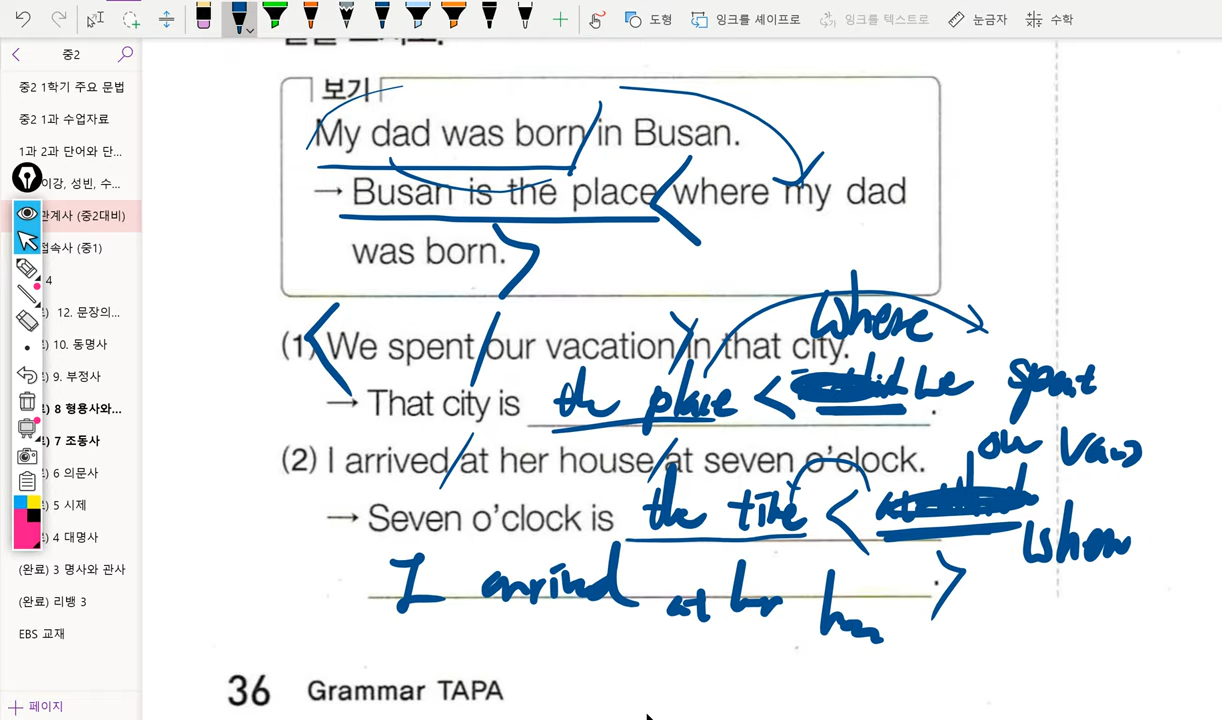 도형 잉크를 셰이프로 잉크를 텍스트로 눈금자 수학
중2
중2 1학기 주요 문법
중2 1과 수업자료
1과 2과 단어와 단...
이강, 성빈, 수...
관계사 (중2대비)
접속사 (중1)
4
12. 문장의...
10. 동명사
9. 부정사
8 형용사와...
7 조동사
6 의문사
5 시제
4 대명사
(완료) 3 명사와 관사
(완료) 리뱅 3
EBS 교재
페이지
보기
My dad was born in Busan.
→ Busan is the place where my dad
was born.
(1) We spent our vacation in that city.
where
→ That city is the place we spent
our
(2) I arrived at her house at seven o'clock.
→ Seven o'clock is the time
when
I arrived at her
36 Grammar TAPA